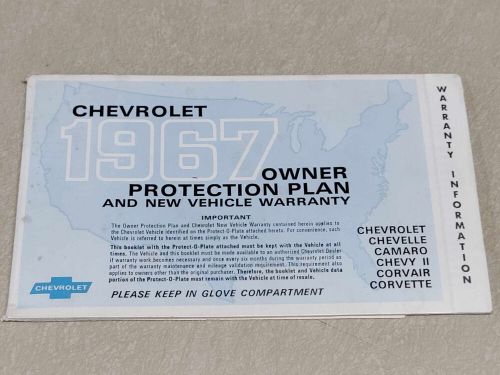 CHEVROLET
1967
OWNER
PROTECTION PLAN
AND NEW VEHICLE WARRANTY
IMPORTANT
The Owner Protection Plan and Chevrolet New Vehicle Warranty contained herein applies to
the Chevrolet Vehicle identified on the Protect-O-Plate attached hereto. For convenience, such
Vehicle is referred to herein at times simply as the Vehicle.
This booklet with the Protect-O-Plate attached must be kept with the Vehicle at all
times. The Vehicle and this booklet must be made available to an authorized Chevrolet Dealer
if warranty work becomes necessary and once every six months during the warranty period as
part of the warranty maintenance and mileage validation requirement. This requirement also
applies to owners other than the original purchaser. Therefore, the booklet and Vehicle data
portion of the Protect-O-Plate must remain with the Vehicle at time of resale.
CHEVROLET
PLEASE KEEP IN GLOVE COMPARTMENT
CHEVROLET
CHEVELLE
CAMARO
CHEVY II
CORVAIR
CORVETTE
WARRANTY INFORMATION